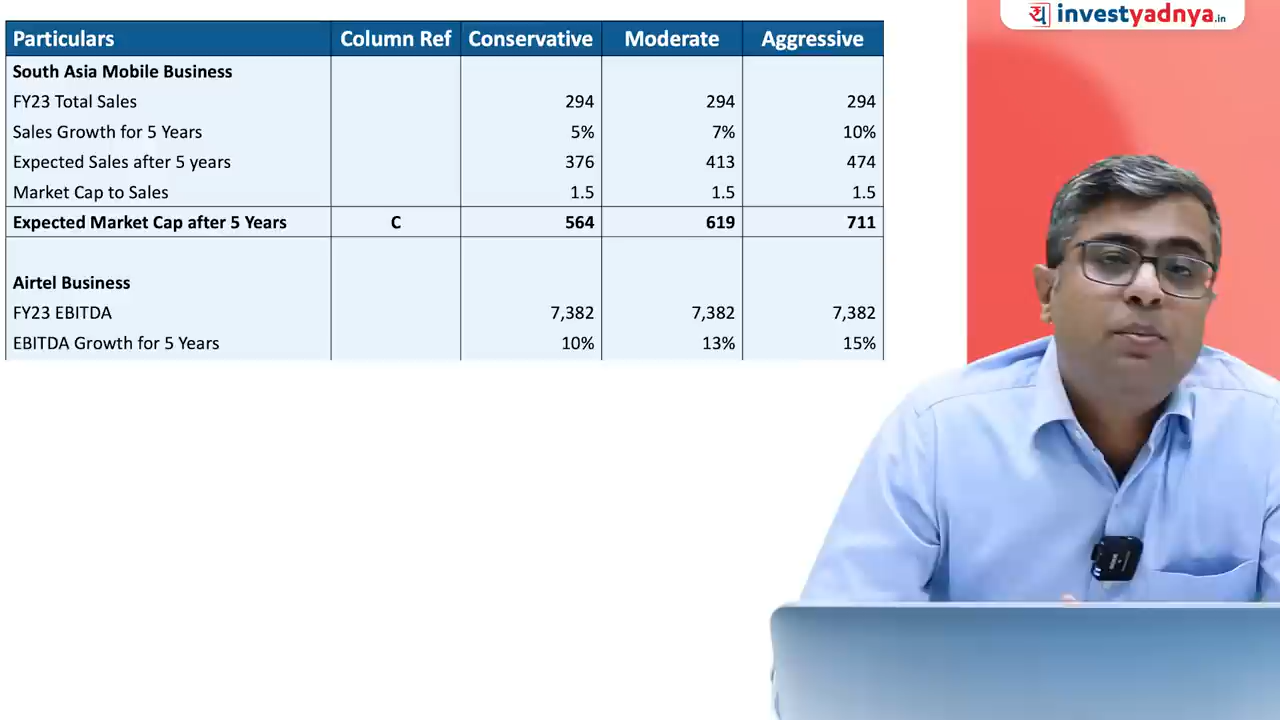 य investyadnya.in
Particulars Column Ref Conservative Moderate Aggressive
South Asia Mobile Business
FY23 Total Sales 294 294 294
Sales Growth for 5 Years 5% 7% 10%
Expected Sales after 5 years 376 413 474
Market Cap to Sales 1.5 1.5 1.5
Expected Market Cap after 5 Years C 564 619 711
Airtel Business
FY23 EBITDA 7,382 7,382 7,382
EBITDA Growth for 5 Years 10% 13% 15%